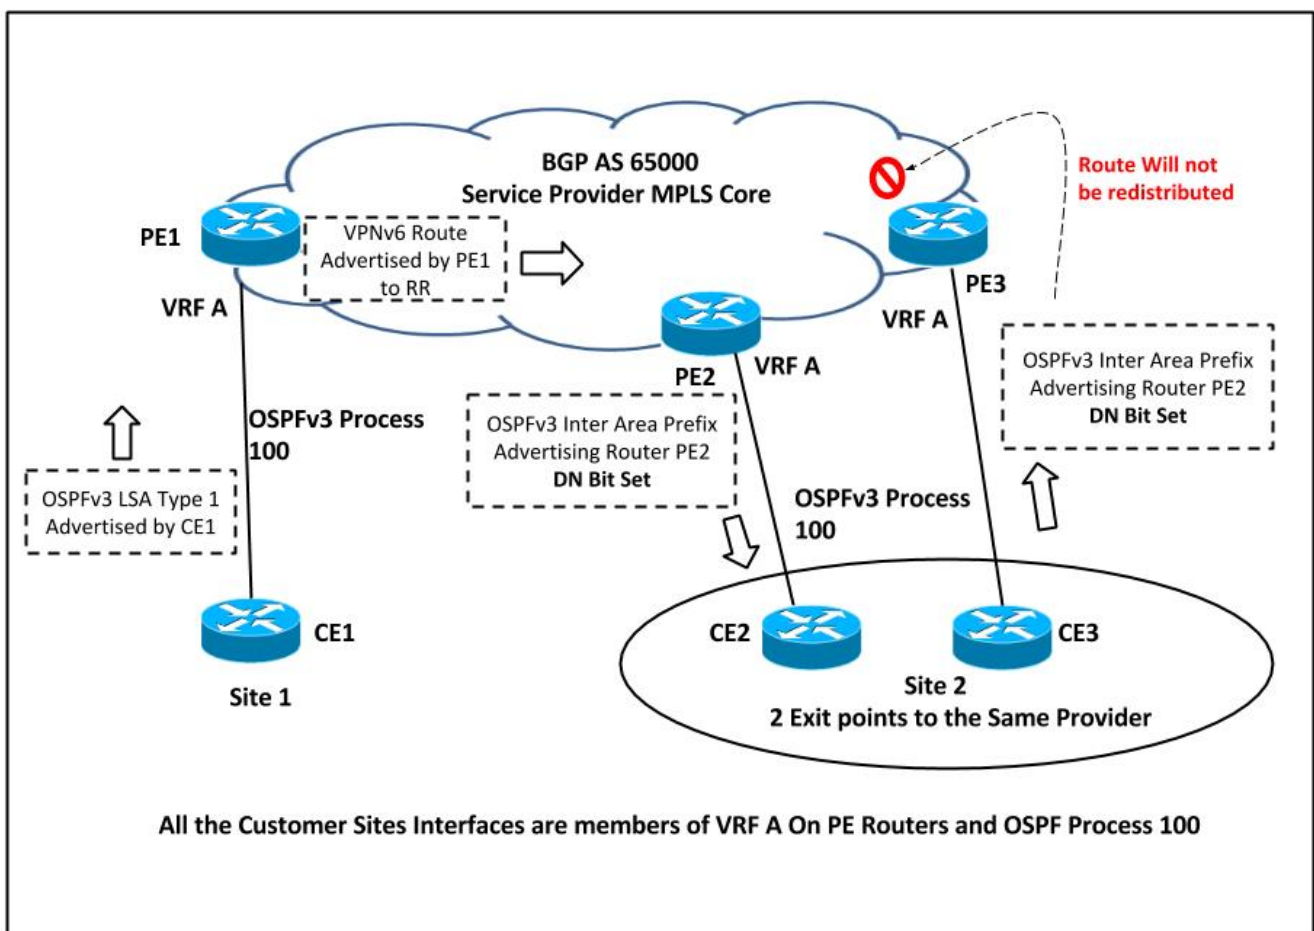 BGP AS 65000
Service Provider MPLS Core
Route Will not
be redistributed
PE1
VPNv6 Route
Advertised by PE1
to RR
PE3
VRF A
VRF A
PE2
VRF A
OSPFv3 Inter Area Prefix
Advertising Router PE2
DN Bit Set
OSPFv3 Process
100
OSPFv3 Inter Area Prefix
Advertising Router PE2
DN Bit Set
OSPFv3 LSA Type 1
Advertised by CE1
OSPFv3 Process
100
CE1
CE2
CE3
Site 1
Site 2
2 Exit points to the Same Provider
All the Customer Sites Interfaces are members of VRF A On PE Routers and OSPF Process 100